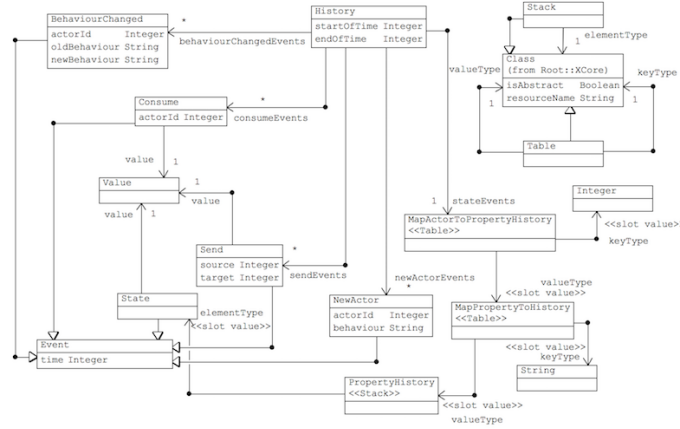 BehaviourChanged
actorId Integer
oldBehaviour String
newBehaviour String
*
behaviourChangedEvents
History
startOfTime Integer
endOfTime Integer
Stack
1
elementType
valueType
Class
(from Root::XCore)
keyType
isAbstract Boolean
resourceName String
1
1
Table
Consume
actorId Integer
*
consumeEvents
value
1
Value
1
value
value
1
1
stateEvents
Integer
MapActorToPropertyHistory
<<Table>>
<<slot value>
keyType
Send
source Integer
target Integer
*
sendEvents
newActorEvents
*
valueType
<<slot value>>
State
elementType
<<slot value>>
NewActor
actorId Integer
behaviour String
MapPropertyToHistory
<<Table>>
<<slot value>>
keyType
Event
time Integer
String
PropertyHistory
<<Stack>>
<<slot value>>
valueType